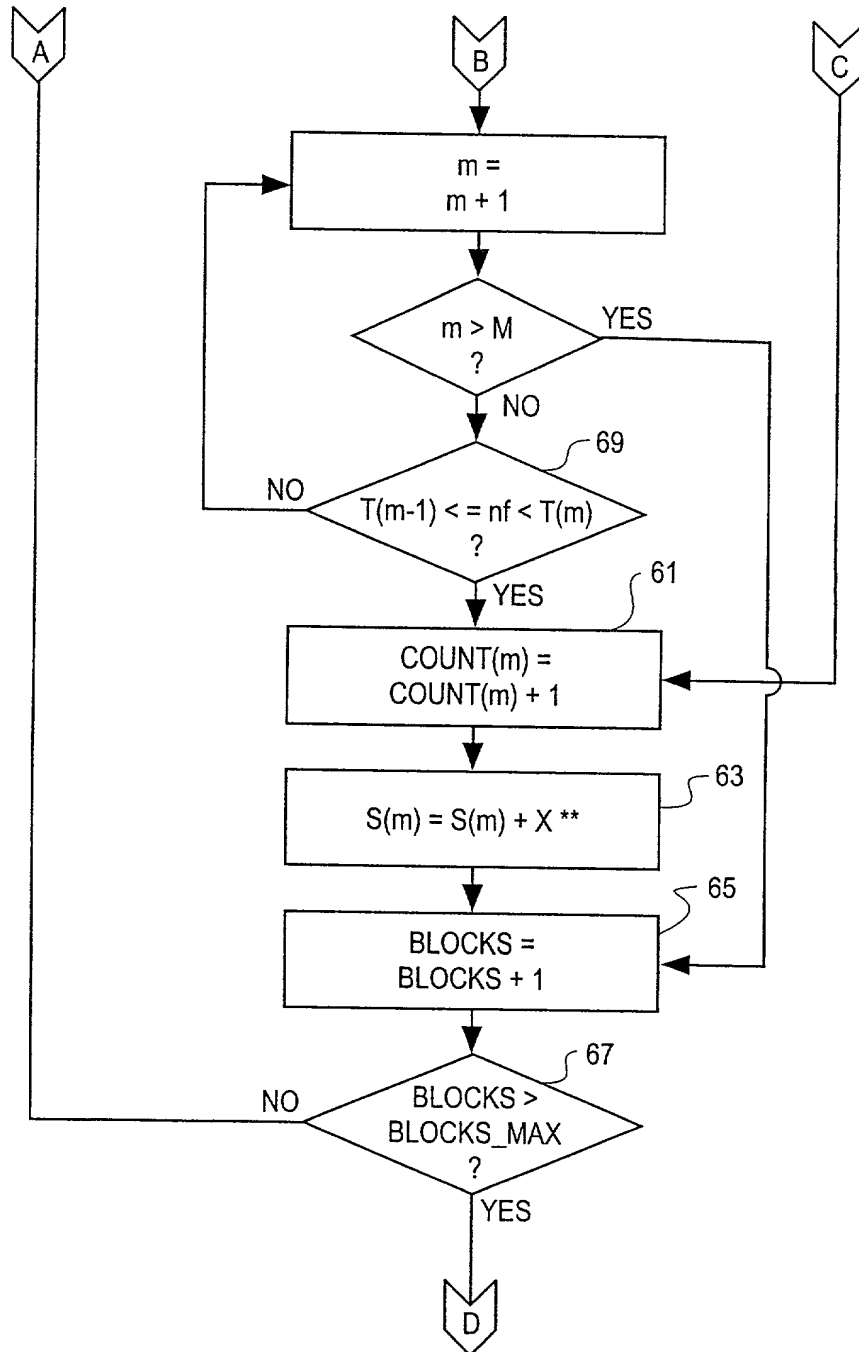 A
B
C
m =
m + 1
m > M
?
YES
NO
69
T(m-1) < = nf < T(m)
?
NO
YES
61
COUNT(m) =
COUNT(m) + 1
63
S(m) = S(m) + X **
65
BLOCKS =
BLOCKS + 1
67
BLOCKS >
BLOCKS_MAX
?
NO
YES
D